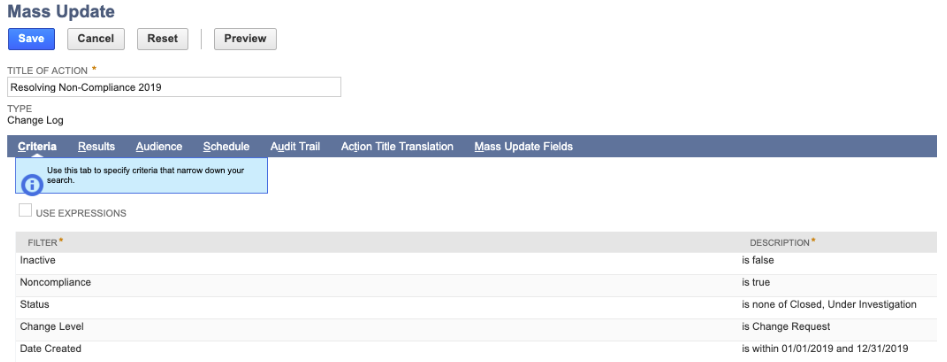 Mass Update
Save Cancel Reset Preview
TITLE OF ACTION *
Resolving Non-Compliance 2019
TYPE
Change Log
Criteria Results Audience Schedule Audit Trail Action Title Translation Mass Update Fields
Use this tab to specify criteria that narrow down your
search.
USE EXPRESSIONS
FILTER* DESCRIPTION*
Inactive is false
Noncompliance is true
Status is none of Closed, Under Investigation
Change Level is Change Request
Date Created is within 01/01/2019 and 12/31/2019